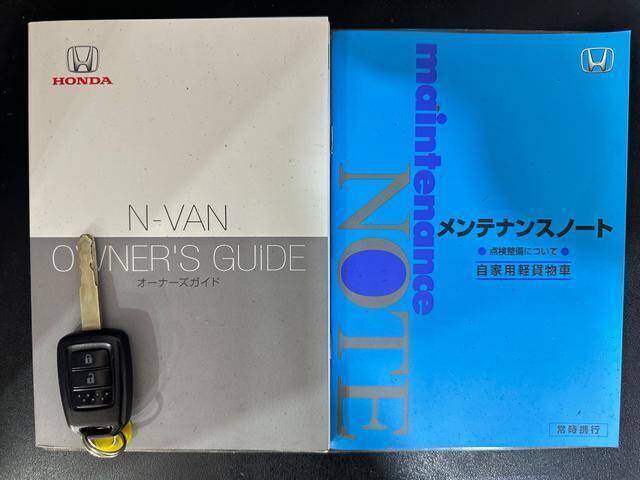 HONDA
N-VAN
OWNER'S GUIDE
オーナーズガイド
maintenance
NOTE
メンテナンスノート
● 点検整備について ●
自家用軽貨物車
常時携行